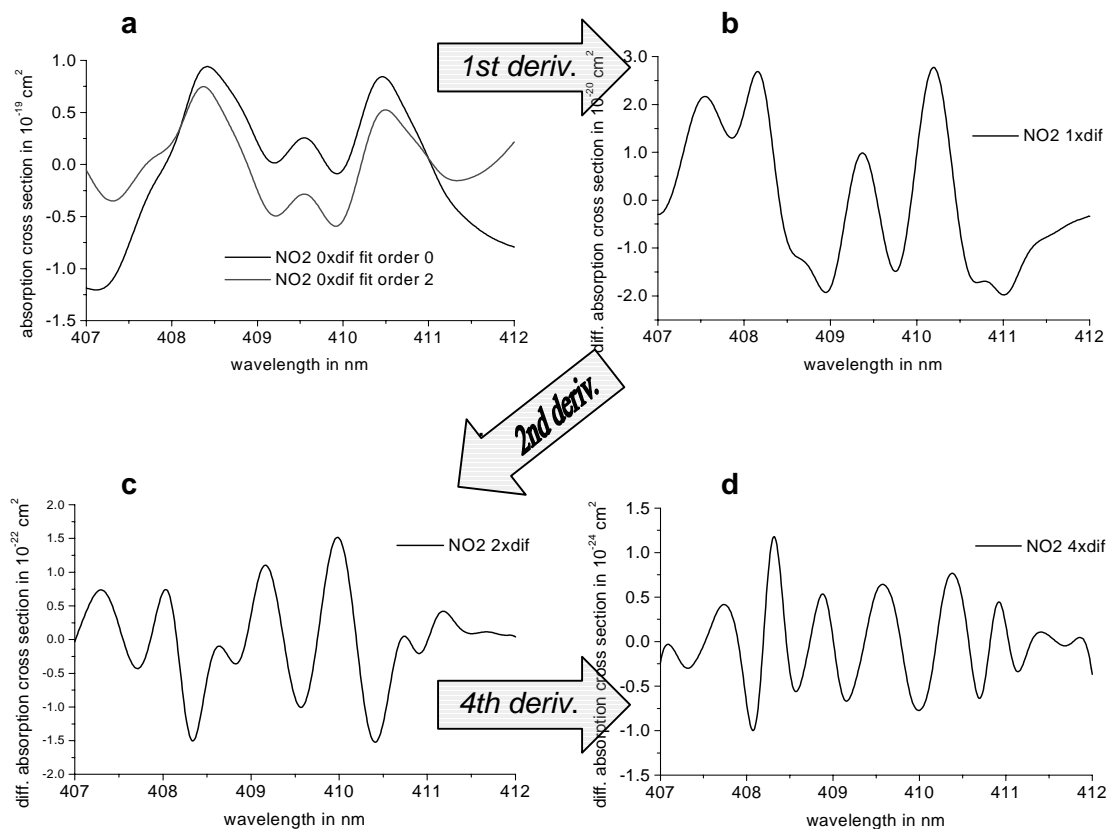 a
1st deriv.
b
absorption cross section in 10⁻¹⁹ cm²
1.0
0.5
0.0
-0.5
-1.0
-1.5
NO2 0xdif fit order 0
NO2 0xdif fit order 2
407 408 409 410 411 412
wavelength in nm
diff. absorption cross section in 10⁻²⁰ cm²
3.0
2.0
1.0
0.0
-1.0
-2.0
NO2 1xdif
407 408 409 410 411 412
wavelength in nm
2nd deriv.
c
diff. absorption cross section in 10⁻²² cm²
2.0
1.5
1.0
0.5
0.0
-0.5
-1.0
-1.5
-2.0
NO2 2xdif
407 408 409 410 411 412
wavelength in nm
4th deriv.
d
diff. absorption cross section in 10⁻²⁴ cm²
1.5
1.0
0.5
0.0
-0.5
-1.0
-1.5
NO2 4xdif
407 408 409 410 411 412
wavelength in nm